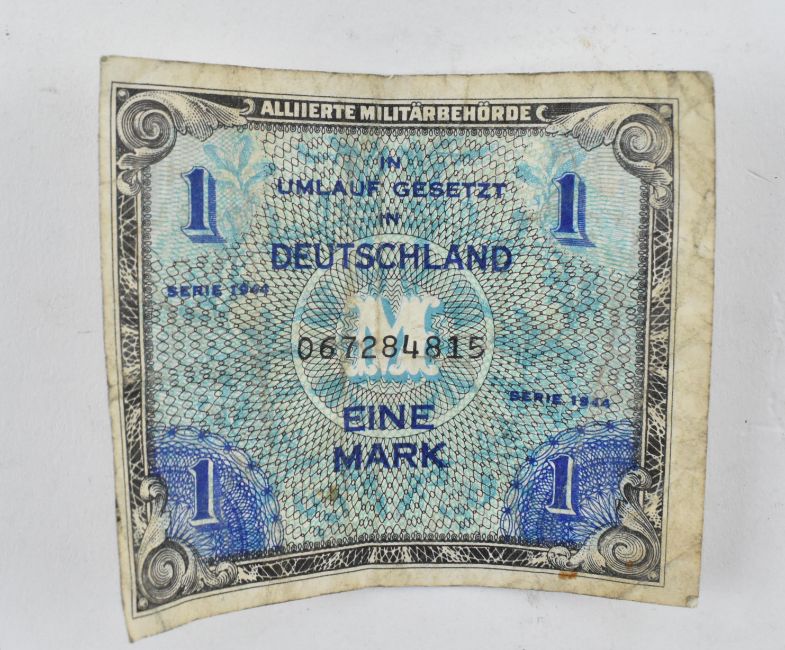 ALLIIERTE MILITÄRBEHÖRDE
IN
1 UMLAUF GESETZT 1
IN
DEUTSCHLAND
SERIE 1944
M
067284815
SERIE 1944
EINE
MARK
1 1